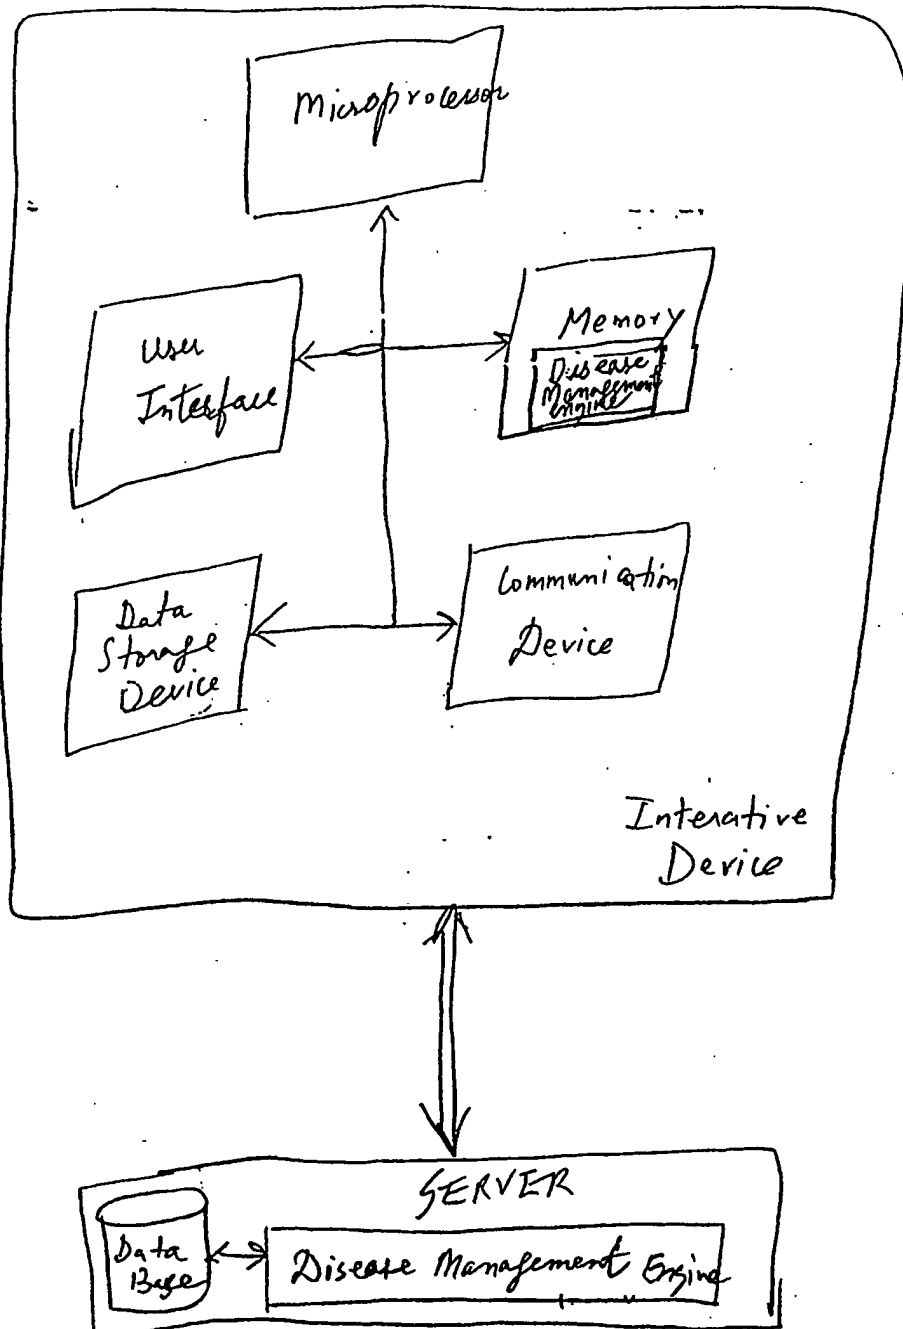 Microprocessor
User
Interface
Memory
Disease
Management
Engine
Data
Storage
Device
Communication
Device
Interative
Device
SERVER
Data
Base
Disease Management Engine